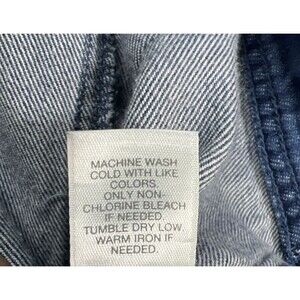 MACHINE WASH
COLD WITH LIKE
COLORS.
ONLY NON-
CHLORINE BLEACH
IF NEEDED.
TUMBLE DRY LOW.
WARM IRON IF
NEEDED.